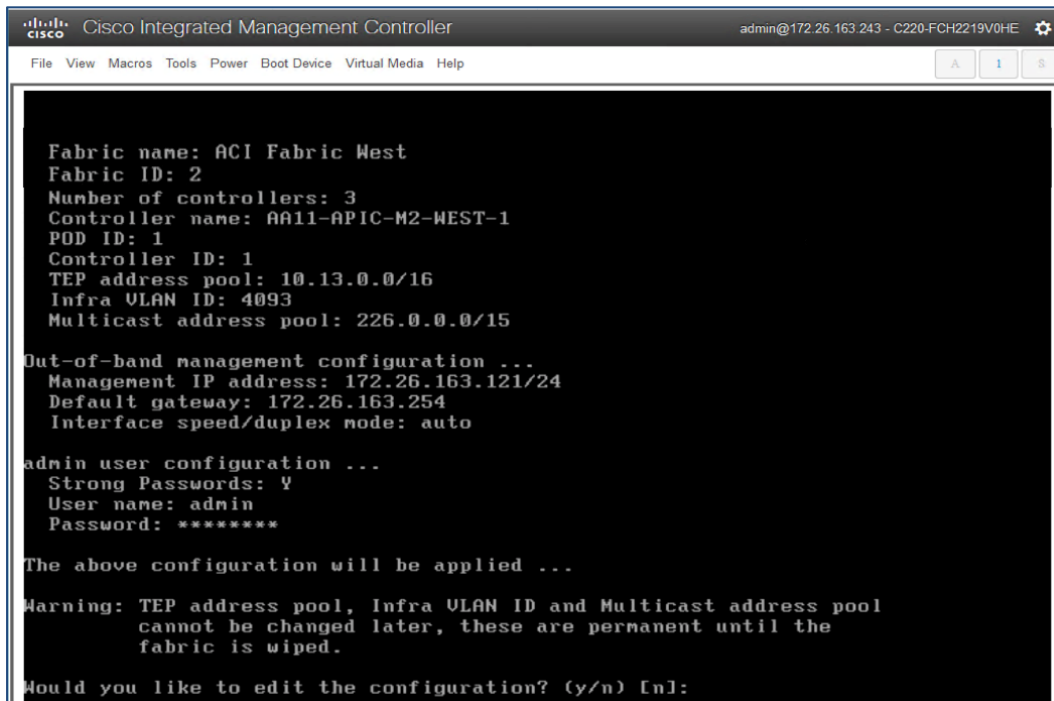 cisco Cisco Integrated Management Controller admin@172.26.163.243 - C220-FCH2219V0HE
File View Macros Tools Power Boot Device Virtual Media Help A 1 S
Fabric name: ACI Fabric West
Fabric ID: 2
Number of controllers: 3
Controller name: AA11-APIC-M2-WEST-1
POD ID: 1
Controller ID: 1
TEP address pool: 10.13.0.0/16
Infra VLAN ID: 4093
Multicast address pool: 226.0.0.0/15
Out-of-band management configuration ...
Management IP address: 172.26.163.121/24
Default gateway: 172.26.163.254
Interface speed/duplex mode: auto
admin user configuration ...
Strong Passwords: Y
User name: admin
Password: ********
The above configuration will be applied ...
Warning: TEP address pool, Infra VLAN ID and Multicast address pool
cannot be changed later, these are permanent until the
fabric is wiped.
Would you like to edit the configuration? (y/n) [n]: